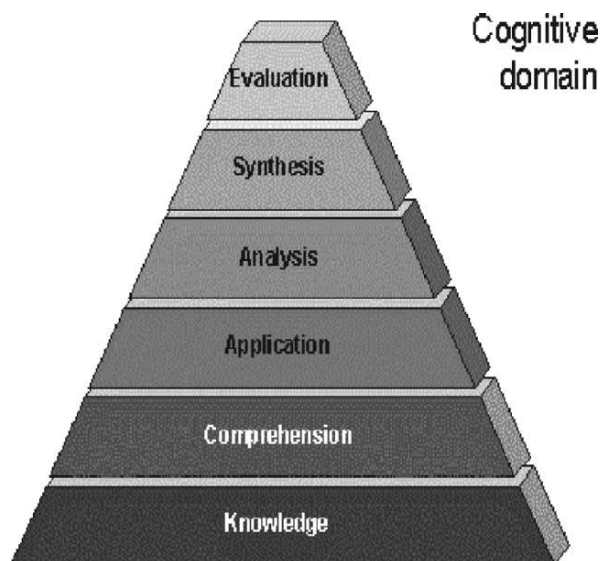 Cognitive
domain
Evaluation
Synthesis
Analysis
Application
Comprehension
Knowledge